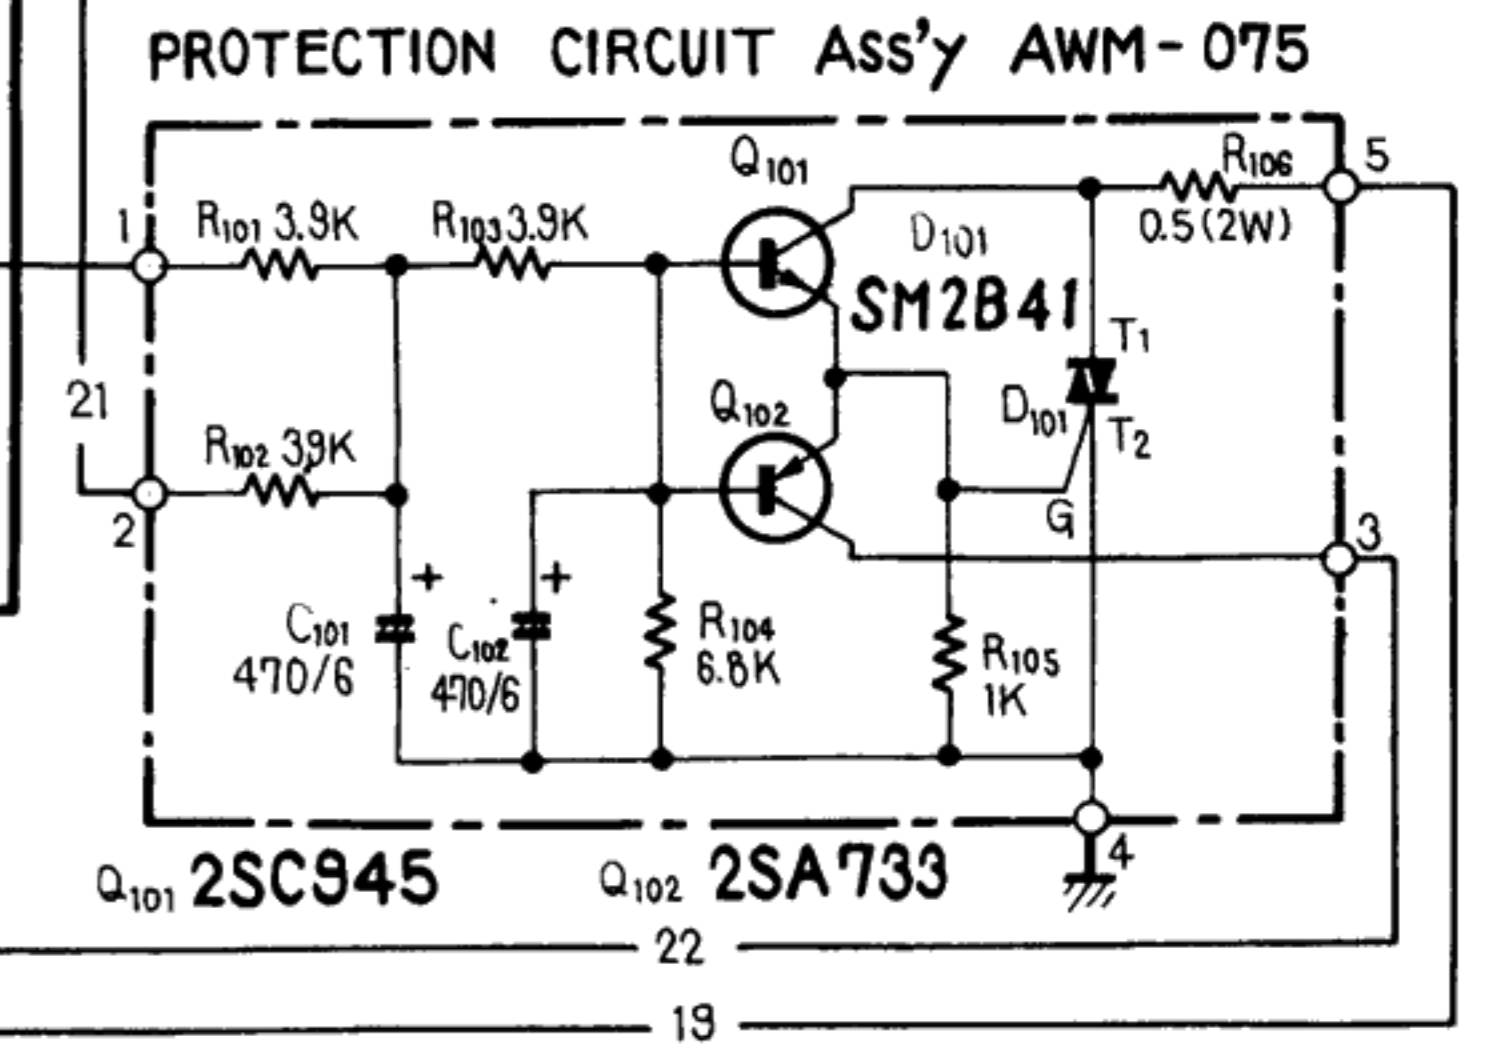 PROTECTION CIRCUIT Ass'y AWM-075
Q101
R106
5
1
R101 3.9K
R103 3.9K
D101
0.5(2W)
SM2B41
T1
21
Q102
D101
T2
R102 39K
G
2
3
+
+
C101
470/6
C102
470/6
R104
6.8K
R105
1K
4
Q101 2SC945
Q102 2SA733
22
19